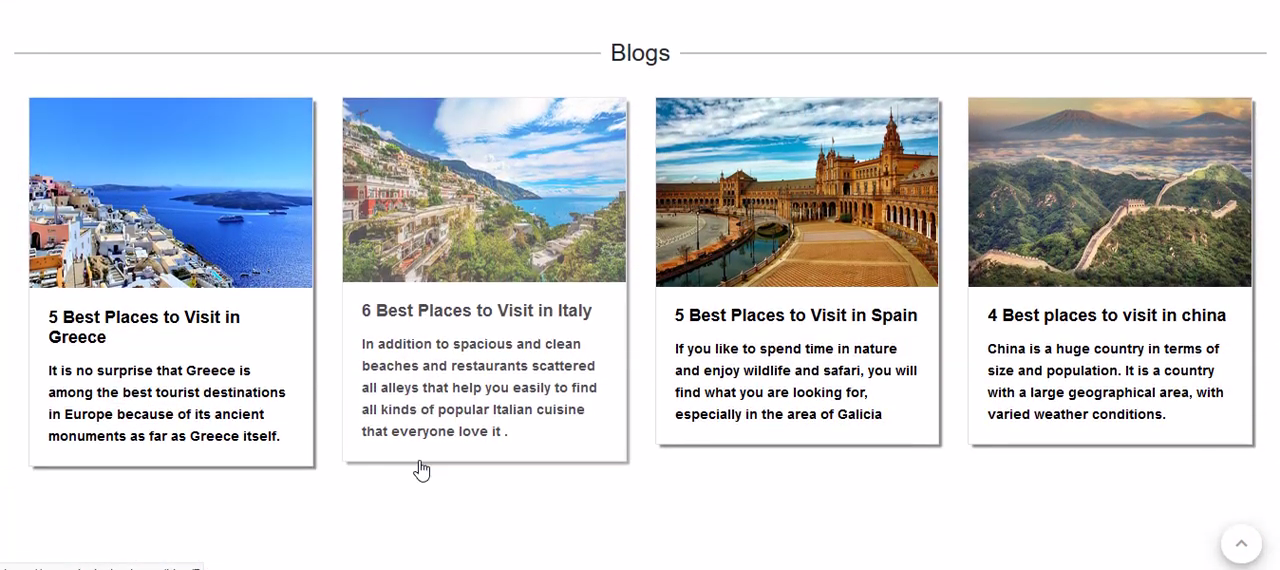 Blogs
5 Best Places to Visit in
Greece
It is no surprise that Greece is
among the best tourist destinations
in Europe because of its ancient
monuments as far as Greece itself.
6 Best Places to Visit in Italy
In addition to spacious and clean
beaches and restaurants scattered
all alleys that help you easily to find
all kinds of popular Italian cuisine
that everyone love it .
5 Best Places to Visit in Spain
If you like to spend time in nature
and enjoy wildlife and safari, you will
find what you are looking for,
especially in the area of Galicia
4 Best places to visit in china
China is a huge country in terms of
size and population. It is a country
with a large geographical area, with
varied weather conditions.